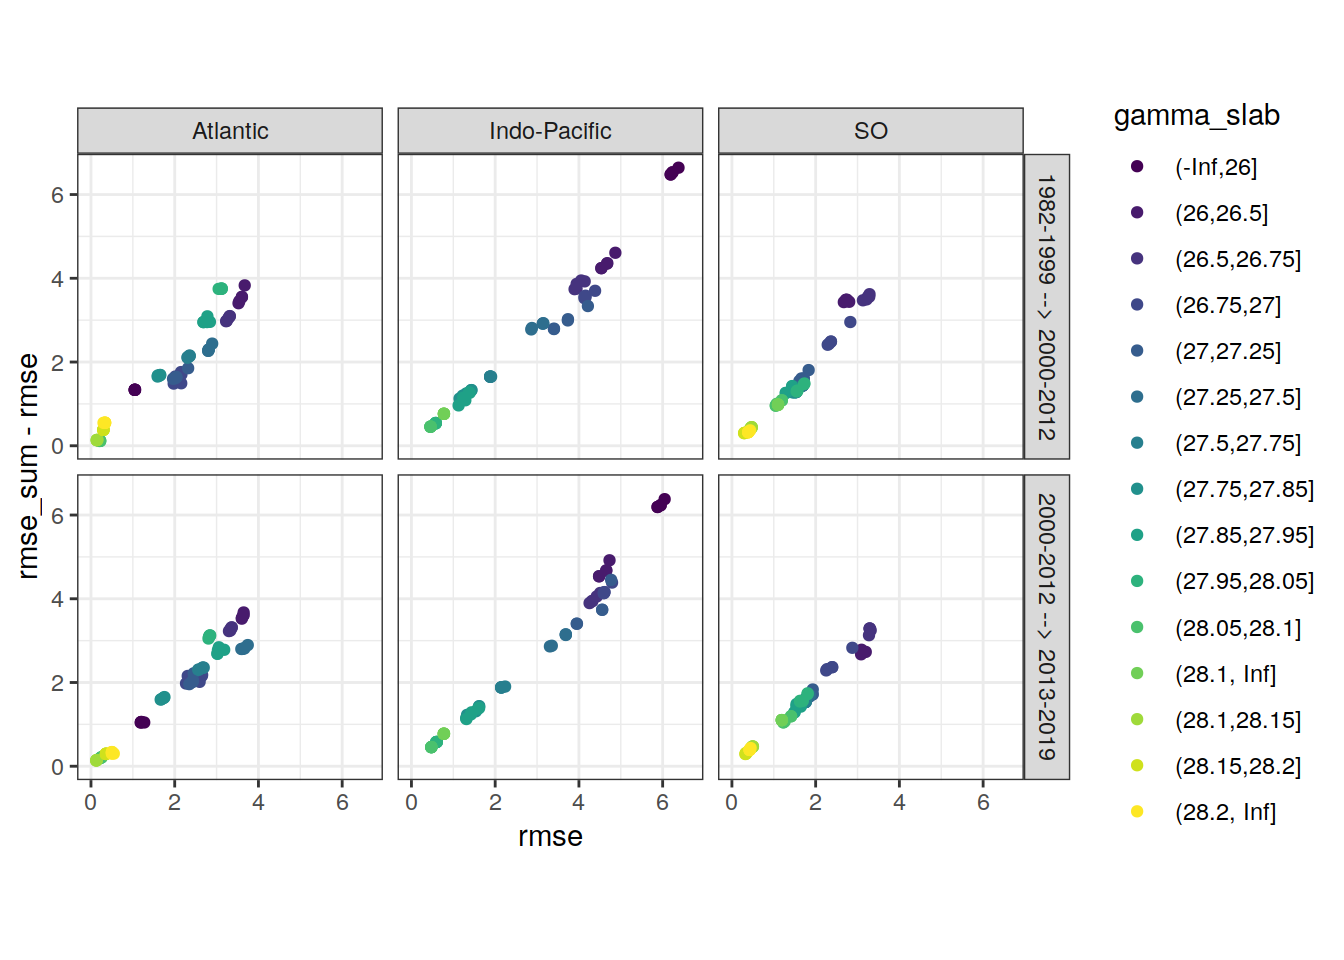 Atlantic
Indo-Pacific
SO
6
4
2
0
1982-1999 --> 2000-2012
6
4
2
0
2000-2012 --> 2013-2019
0 2 4 6
0 2 4 6
0 2 4 6
rmse
rmse_sum - rmse
gamma_slab
(-Inf,26]
(26,26.5]
(26.5,26.75]
(26.75,27]
(27,27.25]
(27.25,27.5]
(27.5,27.75]
(27.75,27.85]
(27.85,27.95]
(27.95,28.05]
(28.05,28.1]
(28.1, Inf]
(28.1,28.15]
(28.15,28.2]
(28.2, Inf]